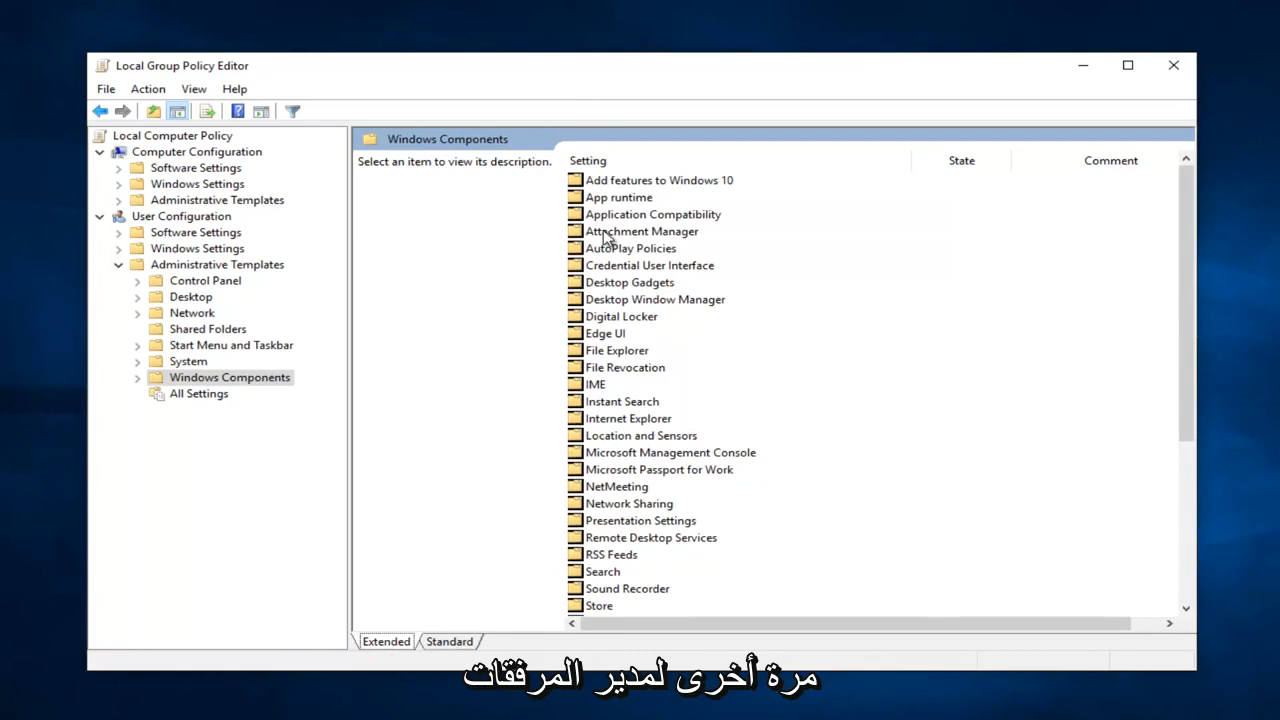 Local Group Policy Editor
File Action View Help
Local Computer Policy
Computer Configuration
Software Settings
Windows Settings
Administrative Templates
User Configuration
Software Settings
Windows Settings
Administrative Templates
Control Panel
Desktop
Network
Shared Folders
Start Menu and Taskbar
System
Windows Components
All Settings
Windows Components
Select an item to view its description.
Setting State Comment
Add features to Windows 10
App runtime
Application Compatibility
Attachment Manager
AutoPlay Policies
Credential User Interface
Desktop Gadgets
Desktop Window Manager
Digital Locker
Edge UI
File Explorer
File Revocation
IME
Instant Search
Internet Explorer
Location and Sensors
Microsoft Management Console
Microsoft Passport for Work
NetMeeting
Network Sharing
Presentation Settings
Remote Desktop Services
RSS Feeds
Search
Sound Recorder
Store
Extended Standard
مرة أخرى لمدير المرفقات